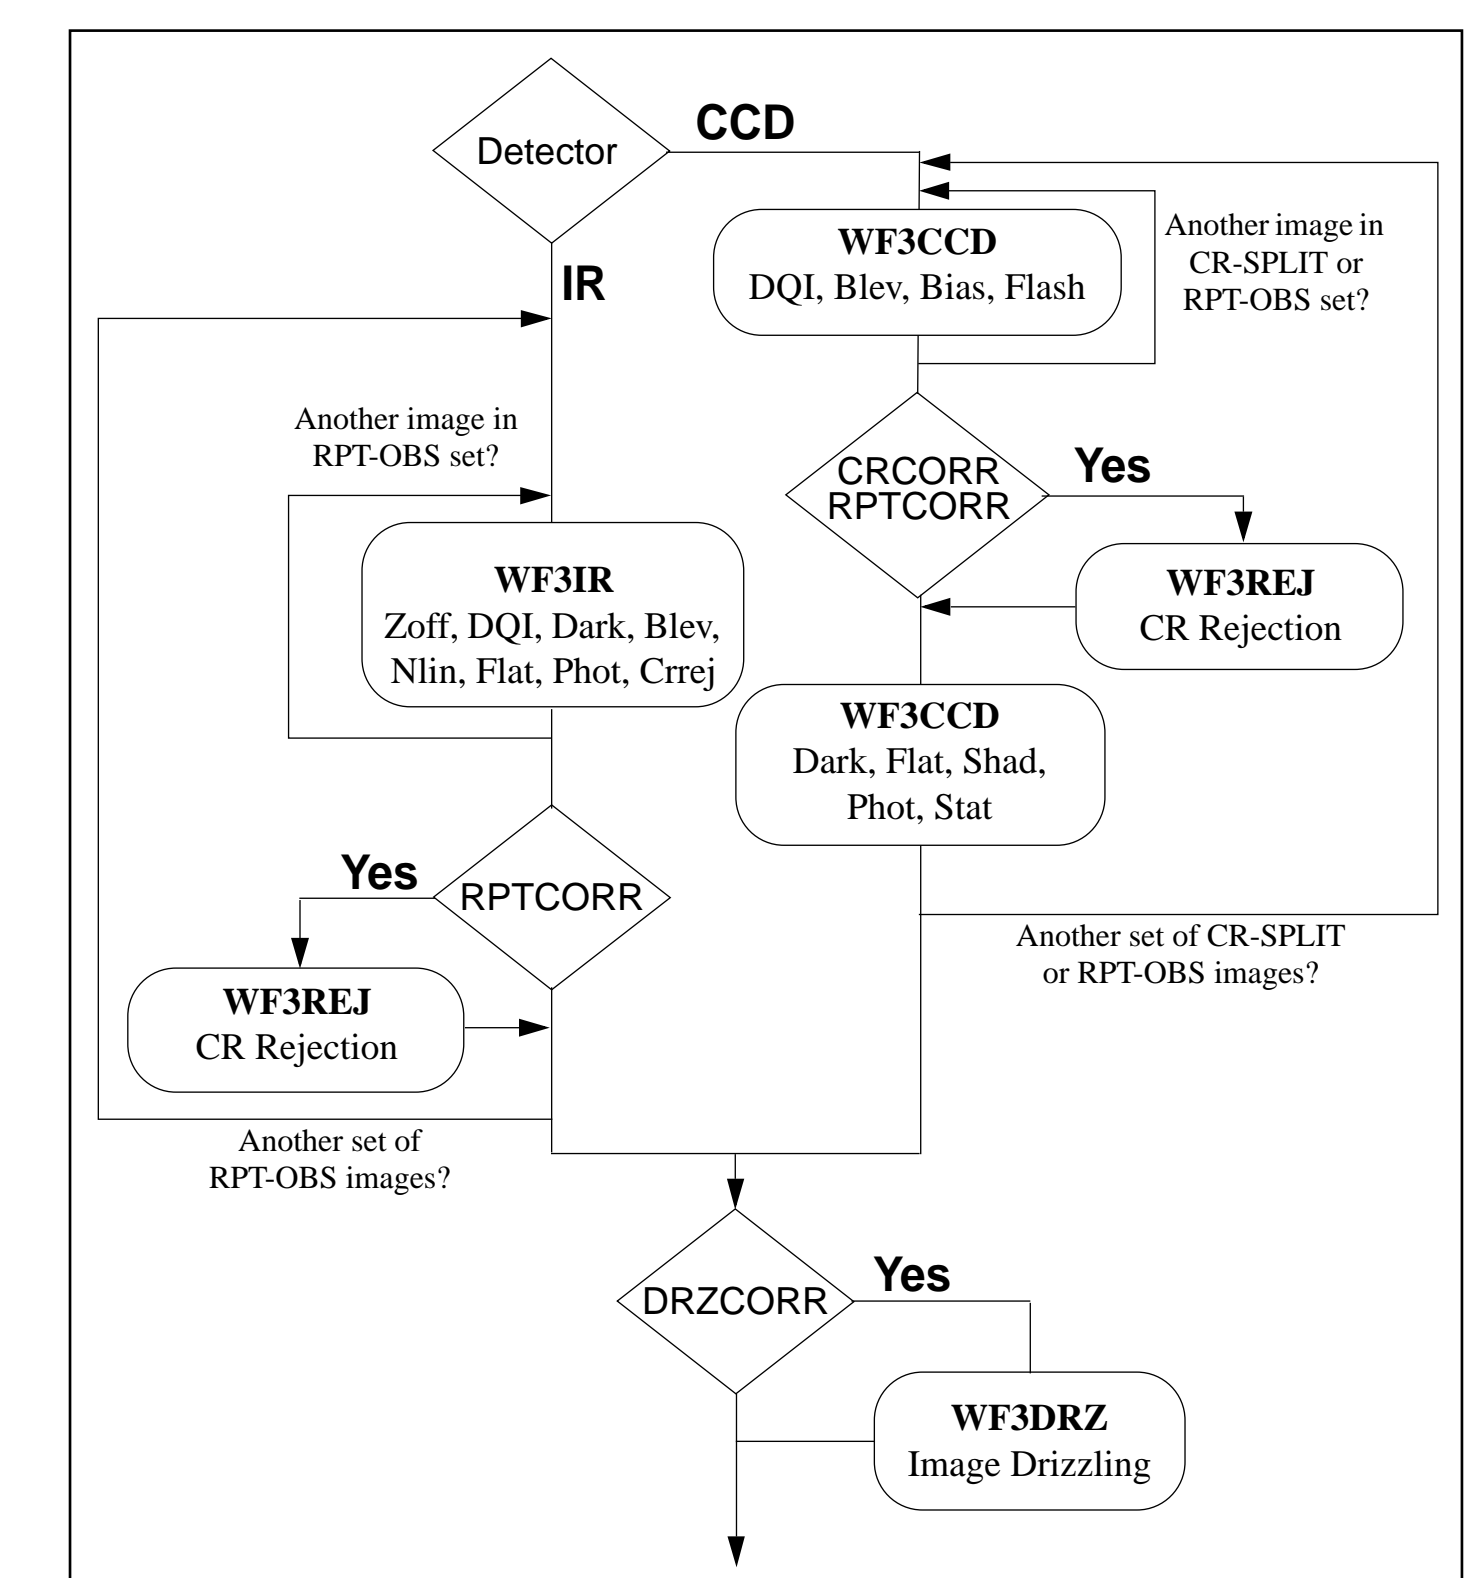 Detector
CCD
IR
WF3CCD
DQI, Blev, Bias, Flash
Another image in
CR-SPLIT or
RPT-OBS set?
Another image in
RPT-OBS set?
CRCORR
RPTCORR
Yes
WF3REJ
CR Rejection
WF3IR
Zoff, DQI, Dark, Blev,
Nlin, Flat, Phot, Crrej
WF3CCD
Dark, Flat, Shad,
Phot, Stat
RPTCORR
Yes
WF3REJ
CR Rejection
Another set of CR-SPLIT
or RPT-OBS images?
Another set of
RPT-OBS images?
DRZCORR
Yes
WF3DRZ
Image Drizzling